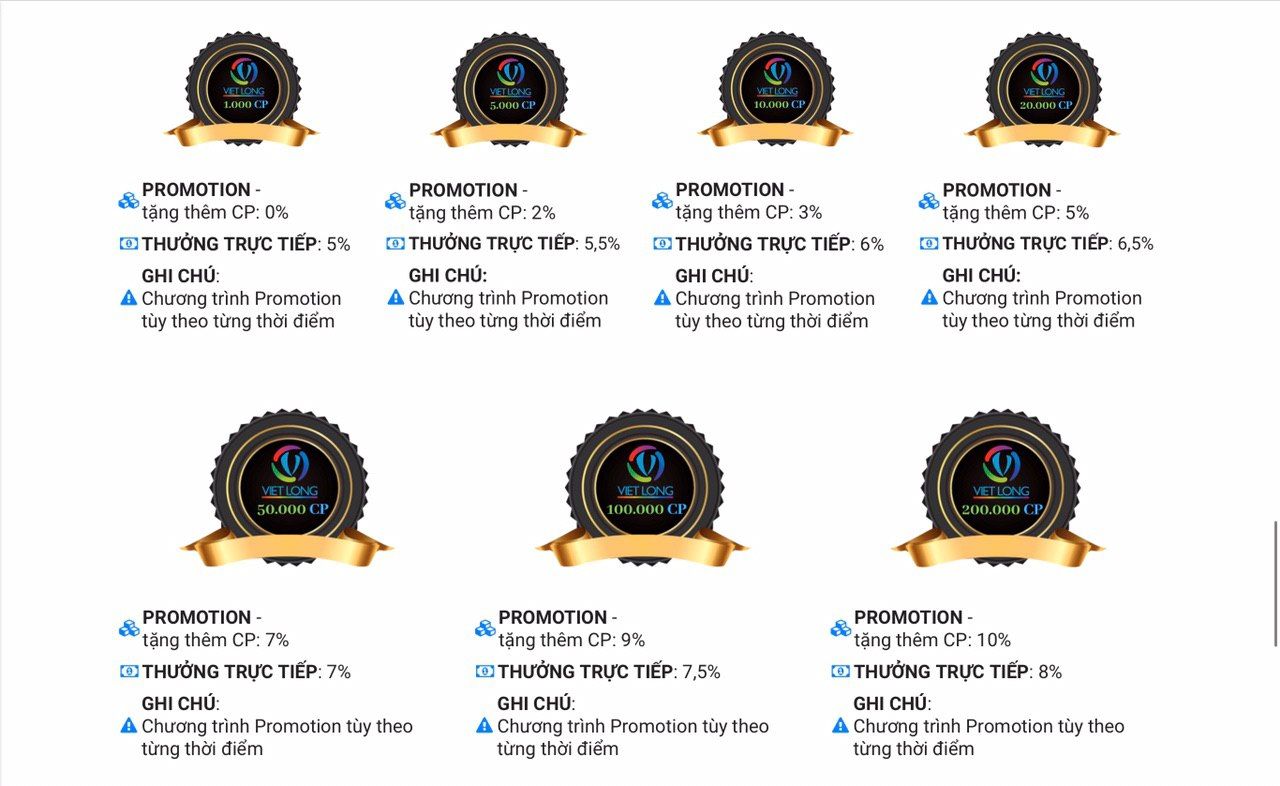 VIET LONG
1.000 CP
VIET LONG
5.000 CP
VIET LONG
10.000 CP
VIET LONG
20.000 CP
PROMOTION -
tặng thêm CP: 0%
THƯỞNG TRỰC TIẾP: 5%
GHI CHÚ:
Chương trình Promotion
tùy theo từng thời điểm
PROMOTION -
tặng thêm CP: 2%
THƯỞNG TRỰC TIẾP: 5,5%
GHI CHÚ:
Chương trình Promotion
tùy theo từng thời điểm
PROMOTION -
tặng thêm CP: 3%
THƯỞNG TRỰC TIẾP: 6%
GHI CHÚ:
Chương trình Promotion
tùy theo từng thời điểm
PROMOTION -
tặng thêm CP: 5%
THƯỞNG TRỰC TIẾP: 6,5%
GHI CHÚ:
Chương trình Promotion
tùy theo từng thời điểm
VIET LONG
50.000 CP
VIET LONG
100.000 CP
VIET LONG
200.000 CP
PROMOTION -
tặng thêm CP: 7%
THƯỞNG TRỰC TIẾP: 7%
GHI CHÚ:
Chương trình Promotion tùy theo
từng thời điểm
PROMOTION -
tặng thêm CP: 9%
THƯỞNG TRỰC TIẾP: 7,5%
GHI CHÚ:
Chương trình Promotion tùy theo
từng thời điểm
PROMOTION -
tặng thêm CP: 10%
THƯỞNG TRỰC TIẾP: 8%
GHI CHÚ:
Chương trình Promotion tùy theo
từng thời điểm